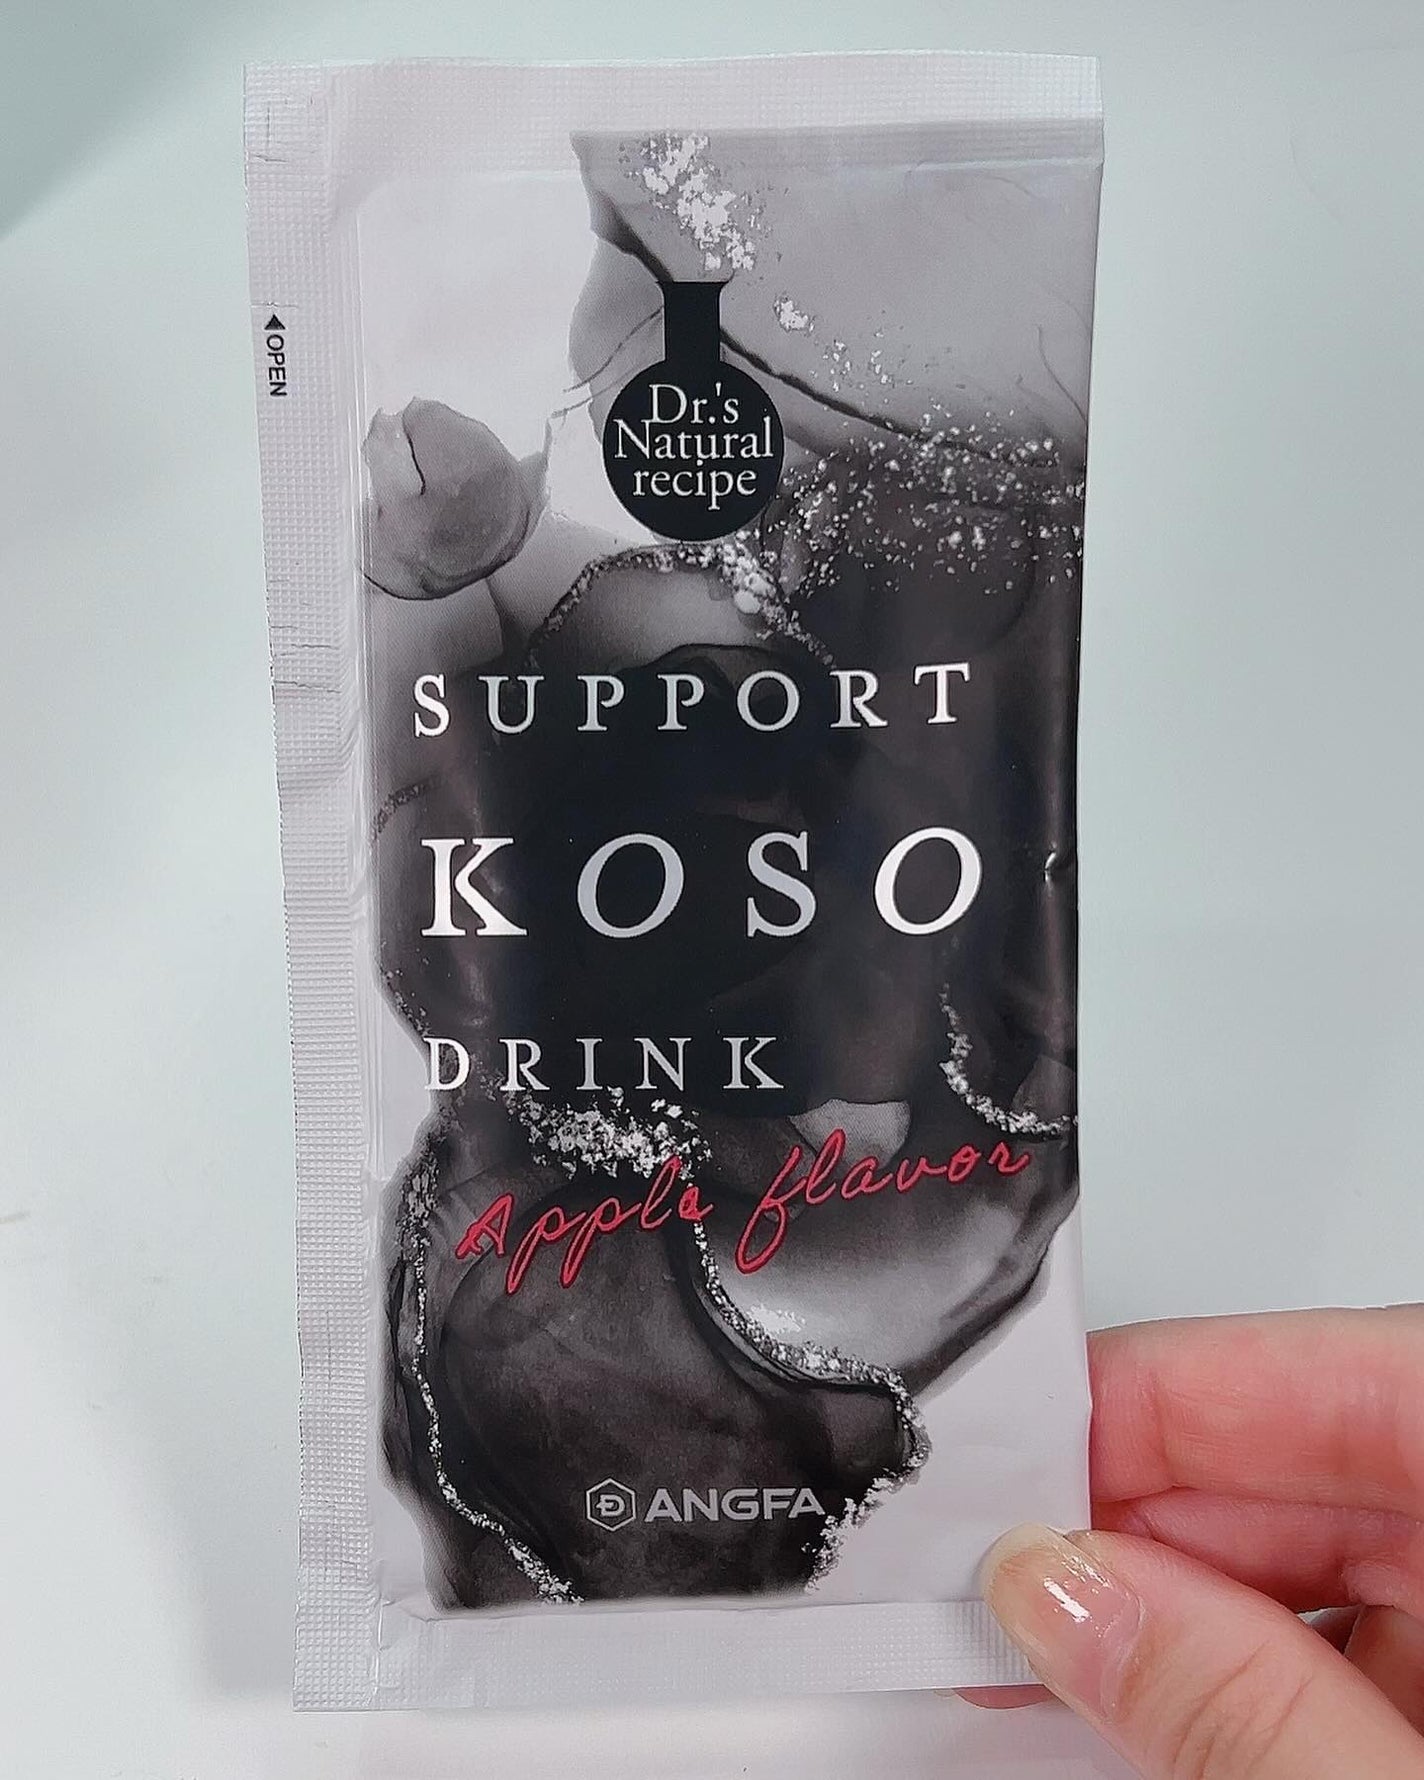 ◀OPEN
Dr.'s
Natural
recipe
SUPPORT
KOSO
DRINK
Apple flavor
ANGFA